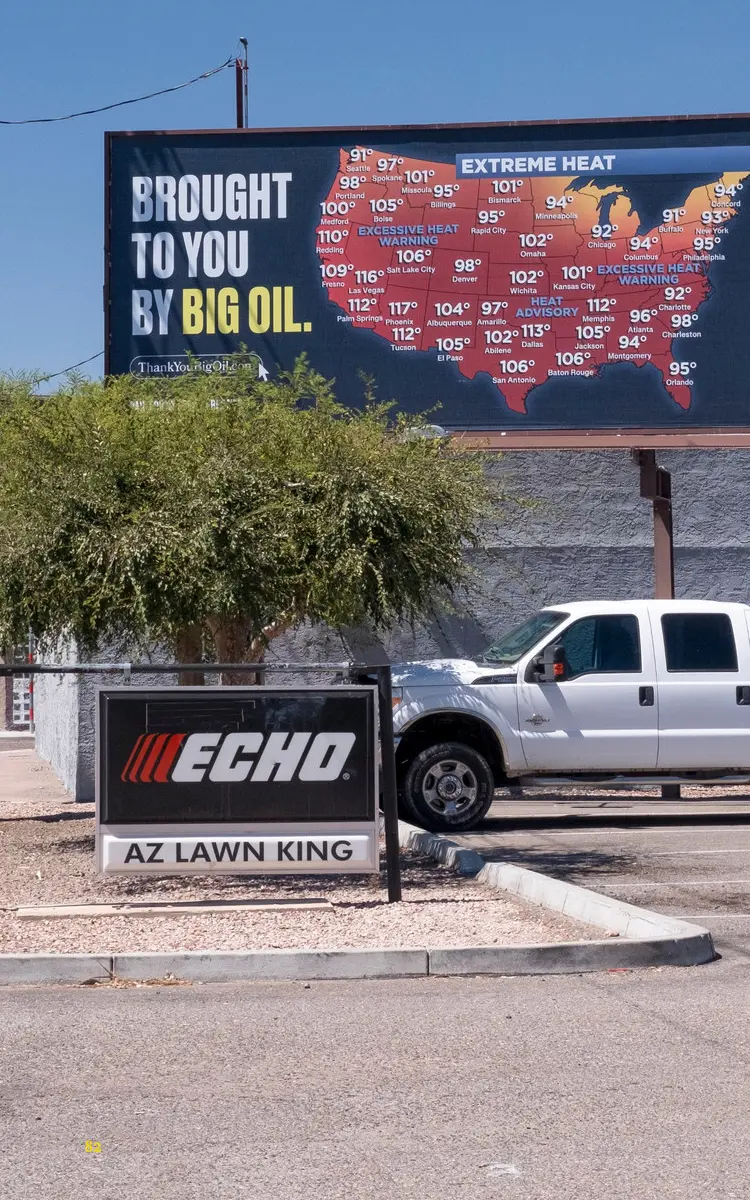 EXTREME HEAT
BROUGHT
TO YOU
BY BIG OIL.
ThankYouBigOil.com
91°
Seattle
97°
Spokane
101°
Missoula
95°
Billings
101°
Bismarck
94°
Minneapolis
94°
Concord
98°
Portland
100°
Medford
105°
Boise
95°
Rapid City
92°
Chicago
91°
Buffalo
93°
New York
110°
Redding
EXCESSIVE HEAT
WARNING
102°
Omaha
94°
Columbus
95°
Philadelphia
109°
Fresno
116°
Las Vegas
106°
Salt Lake City
98°
Denver
102°
Wichita
101°
Kansas City
EXCESSIVE HEAT
WARNING
112°
Palm Springs
117°
Phoenix
104°
Albuquerque
97°
Amarillo
HEAT
ADVISORY
112°
Memphis
92°
Charlotte
96°
Atlanta
98°
Charleston
112°
Tucson
105°
El Paso
102°
Abilene
113°
Dallas
105°
Jackson
94°
Montgomery
106°
San Antonio
106°
Baton Rouge
95°
Orlando
ECHO®
AZ LAWN KING
82